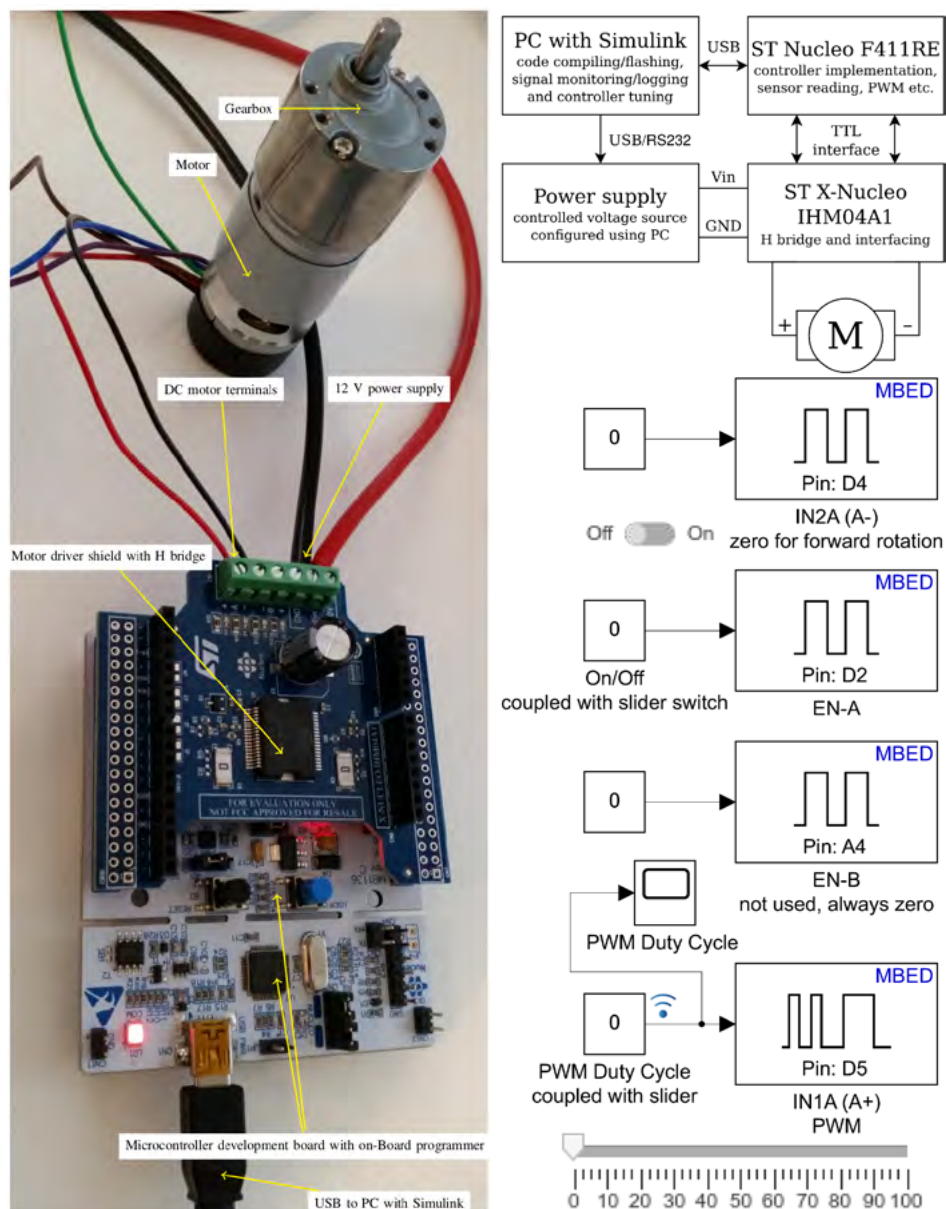 Gearbox
Motor
DC motor terminals
12 V power supply
Motor driver shield with H bridge
FOR EVALUATION ONLY
NOT FCC APPROVED FOR RESALE
X-NUCLEO
RESET
USER
Microcontroller development board with on-Board programmer
USB to PC with Simulink
PC with Simulink
code compiling/flashing,
signal monitoring/logging
and controller tuning
USB
ST Nucleo F411RE
controller implementation,
sensor reading, PWM etc.
USB/RS232
TTL
interface
Power supply
controlled voltage source
configured using PC
Vin
GND
ST X-Nucleo
IHM04A1
H bridge and interfacing
+
M
-
MBED
0
Pin: D4
IN2A (A-)
zero for forward rotation
Off
On
MBED
0
Pin: D2
On/Off
coupled with slider switch
EN-A
MBED
0
Pin: A4
EN-B
not used, always zero
PWM Duty Cycle
MBED
0
Pin: D5
PWM Duty Cycle
coupled with slider
IN1A (A+)
PWM
0 10 20 30 40 50 60 70 80 90 100